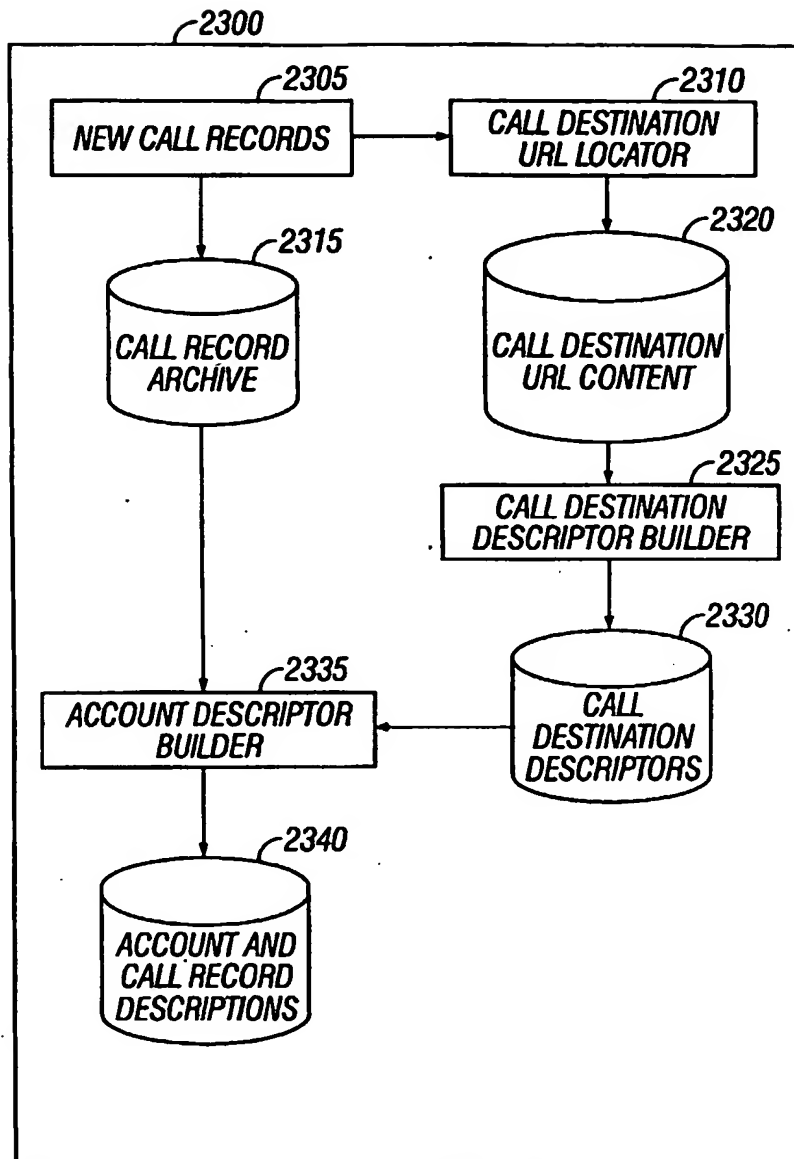 2300
2305
NEW CALL RECORDS
2310
CALL DESTINATION
URL LOCATOR
2315
CALL RECORD
ARCHIVE
2320
CALL DESTINATION
URL CONTENT
2325
CALL DESTINATION
DESCRIPTOR BUILDER
2330
CALL
DESTINATION
DESCRIPTORS
2335
ACCOUNT DESCRIPTOR
BUILDER
2340
ACCOUNT AND
CALL RECORD
DESCRIPTIONS